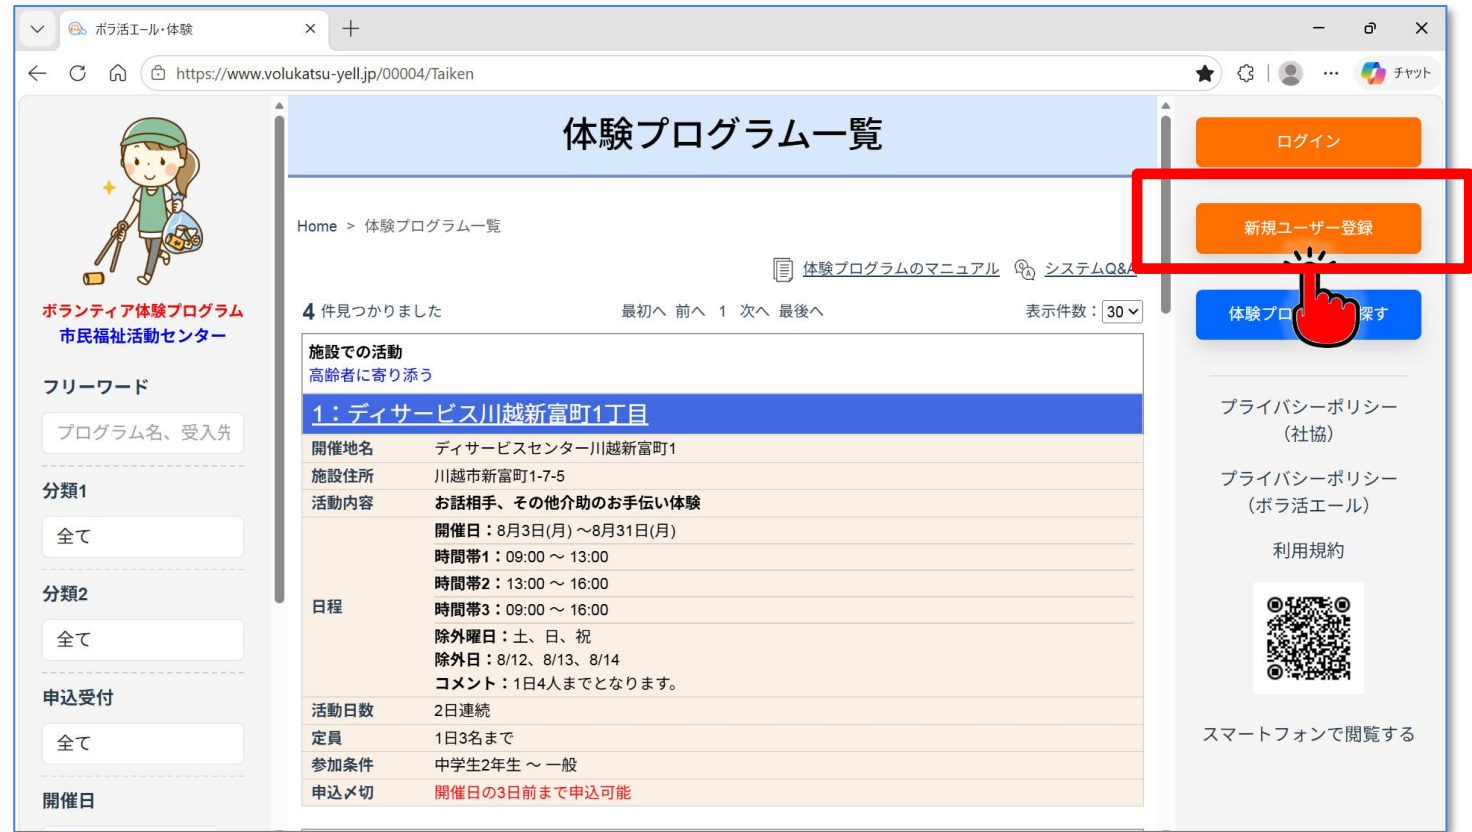 ボラ活エール・体験
https://www.volukatsu-yell.jp/00004/Taiken
チャット
ボランティア体験プログラム
市民福祉活動センター
フリーワード
プログラム名、受入先
分類1
全て
分類2
全て
申込受付
全て
開催日
体験プログラム一覧
Home > 体験プログラム一覧
体験プログラムのマニュアル システムQ&A
4 件見つかりました 最初へ 前へ 1 次へ 最後へ 表示件数：30
施設での活動
高齢者に寄り添う
1：ディサービス川越新富町1丁目
開催地名 ディサービスセンター川越新富町1
施設住所 川越市新富町1-7-5
活動内容 お話相手、その他介助のお手伝い体験
日程
開催日：8月3日(月) ～8月31日(月)
時間帯1：09:00 ～ 13:00
時間帯2：13:00 ～ 16:00
時間帯3：09:00 ～ 16:00
除外曜日：土、日、祝
除外日：8/12、8/13、8/14
コメント：1日4人までとなります。
活動日数 2日連続
定員 1日3名まで
参加条件 中学生2年生 ～ 一般
申込〆切 開催日の3日前まで申込可能
ログイン
新規ユーザー登録
体験プロ 探す
プライバシーポリシー
（社協）
プライバシーポリシー
（ボラ活エール）
利用規約
スマートフォンで閲覧する